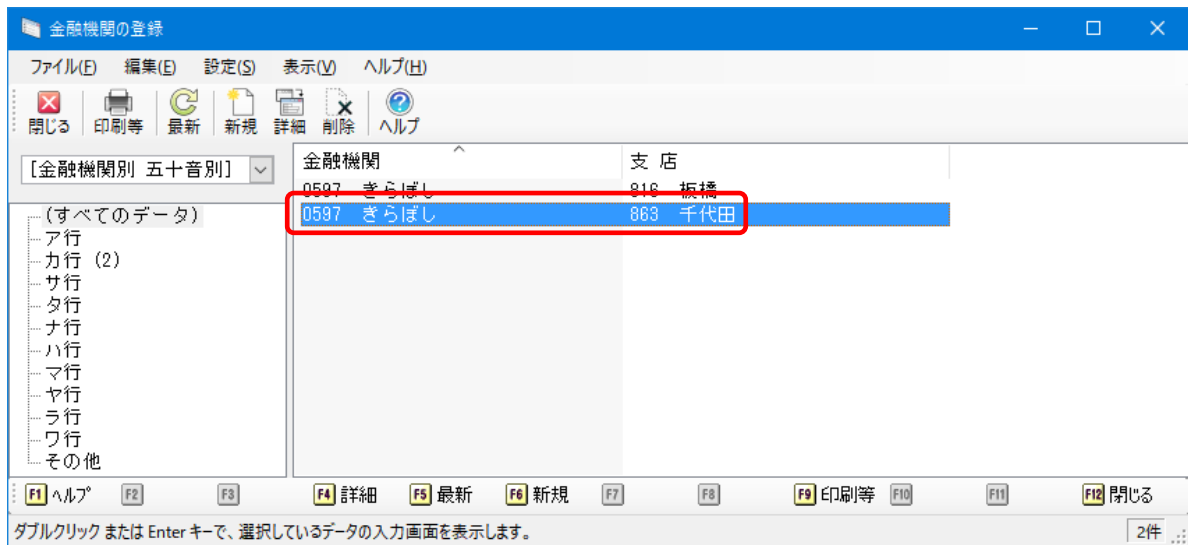 金融機関の登録
ファイル(F) 編集(E) 設定(S) 表示(V) ヘルプ(H)
閉じる 印刷等 最新 新規 詳細 削除 ヘルプ
[金融機関別 五十音別]
金融機関 支 店
0597 きらぼし 816 板橋
0597 きらぼし 863 千代田
(すべてのデータ)
ア行
カ行 (2)
サ行
タ行
ナ行
ハ行
マ行
ヤ行
ラ行
ワ行
その他
F1 ヘルプ F2 F3 F4 詳細 F5 最新 F6 新規 F7 F8 F9 印刷等 F10 F11 F12 閉じる
ダブルクリック または Enter キーで、選択しているデータの入力画面を表示します。 2件